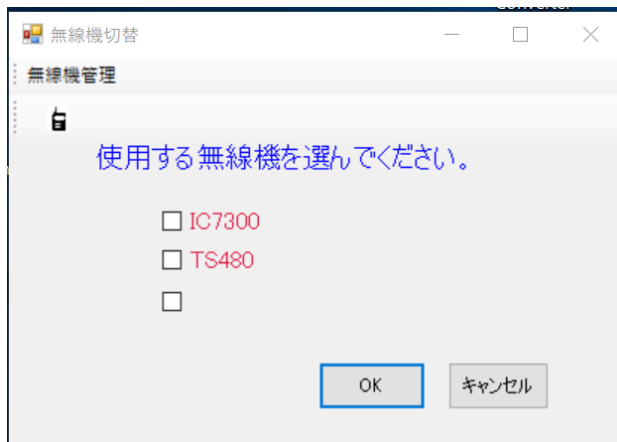 Converter
無線機切替
無線機管理
使用する無線機を選んでください。
IC7300
TS480
OK
キャンセル